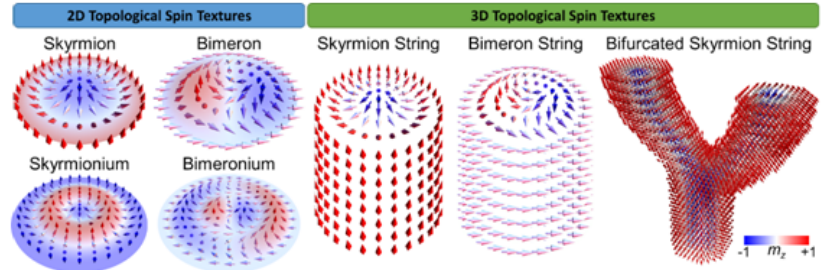 2D Topological Spin Textures
3D Topological Spin Textures
Skyrmion
Bimeron
Skyrmion String
Bimeron String
Bifurcated Skyrmion String
Skyrmionium
Bimeronium
-1 m_z +1